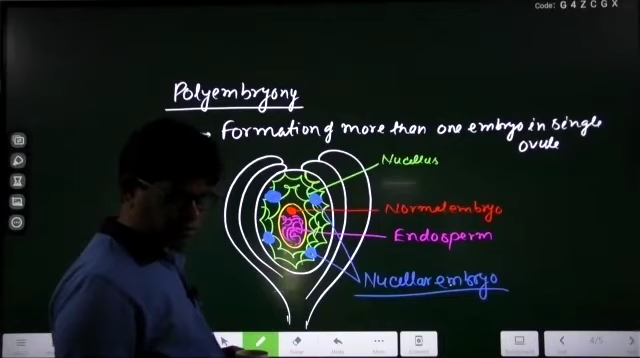 Code: G4ZCGX
Polyembryony
Formation of more than one embryo in single
ovule
Nucellus
Normal embryo
Endosperm
Nucellar embryo
4/5